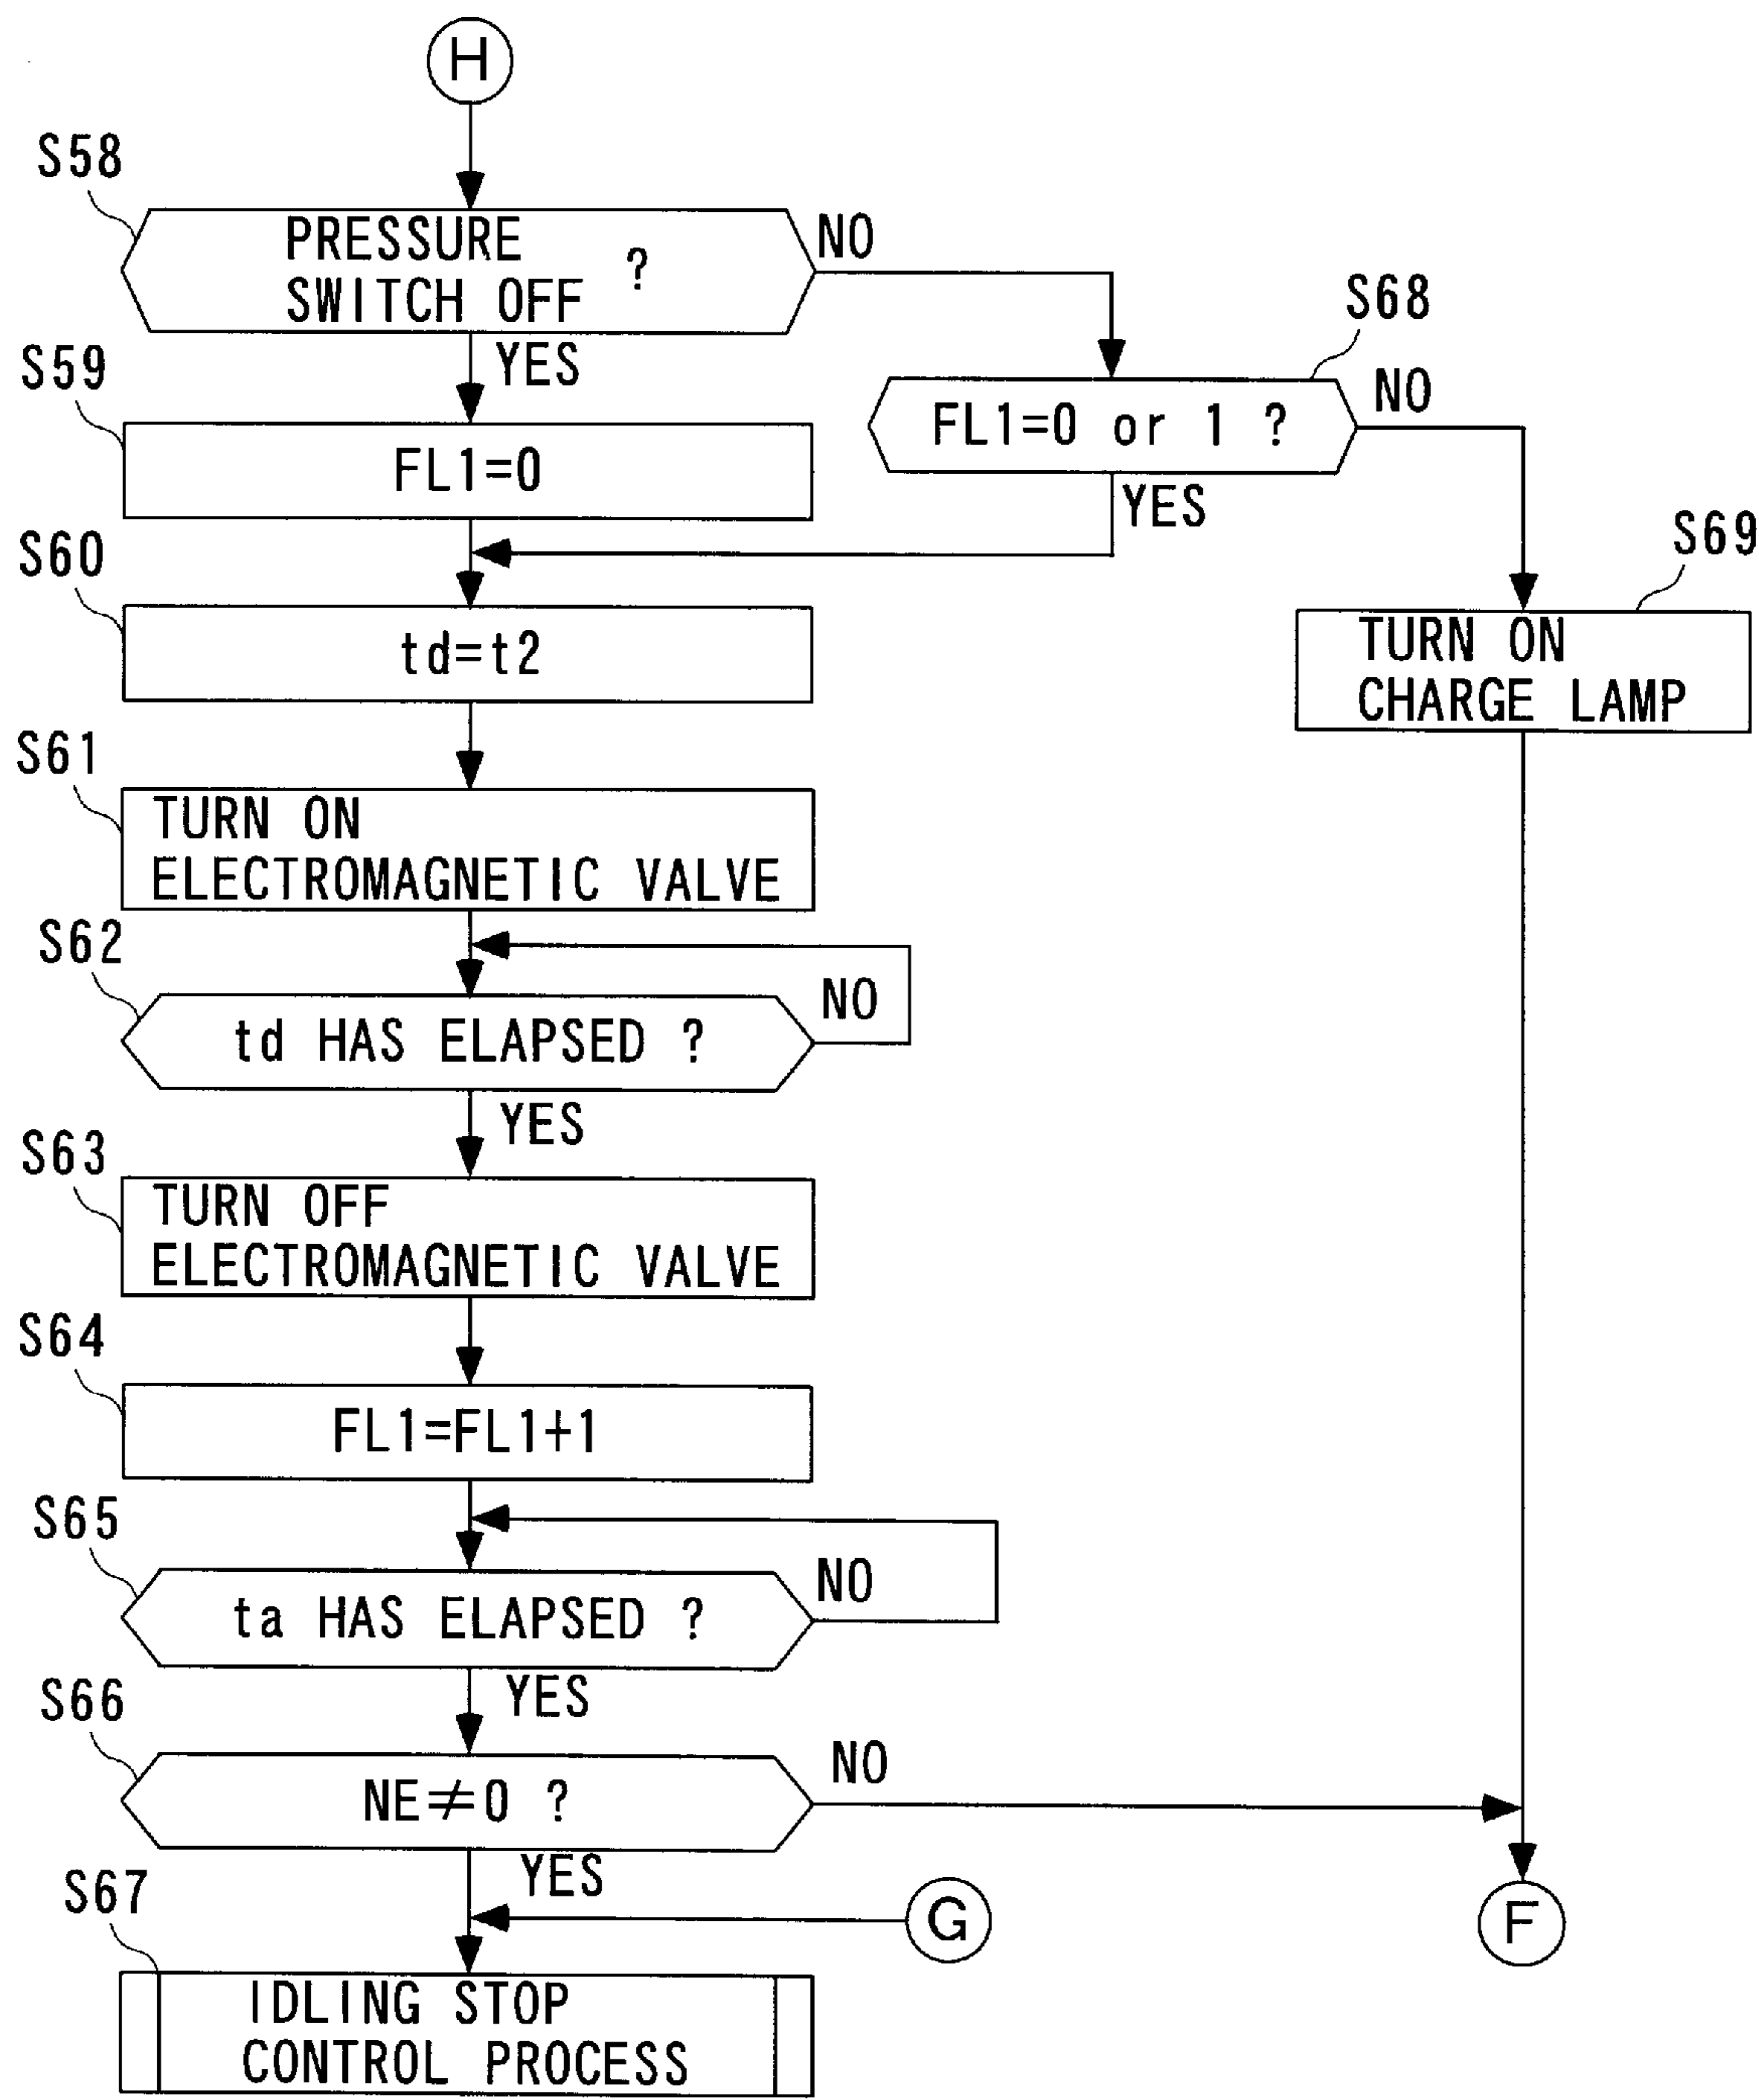 H
S58
PRESSURE
SWITCH OFF ?
NO
YES
S68
FL1=0 or 1 ?
NO
YES
S59
FL1=0
S69
TURN ON
CHARGE LAMP
S60
td=t2
S61
TURN ON
ELECTROMAGNETIC VALVE
S62
td HAS ELAPSED ?
NO
YES
S63
TURN OFF
ELECTROMAGNETIC VALVE
S64
FL1=FL1+1
S65
ta HAS ELAPSED ?
NO
YES
S66
NE≠0 ?
NO
YES
G
F
S67
IDLING STOP
CONTROL PROCESS